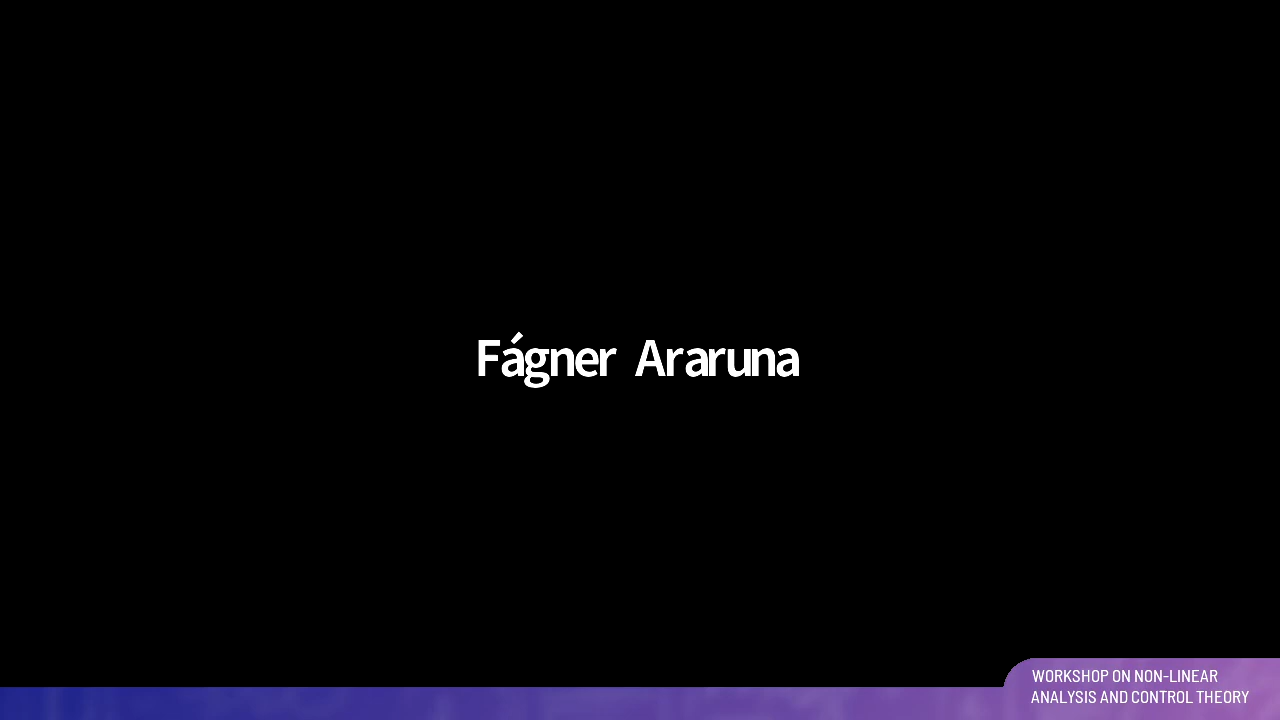 Fágner Araruna
WORKSHOP ON NON-LINEAR
ANALYSIS AND CONTROL THEORY